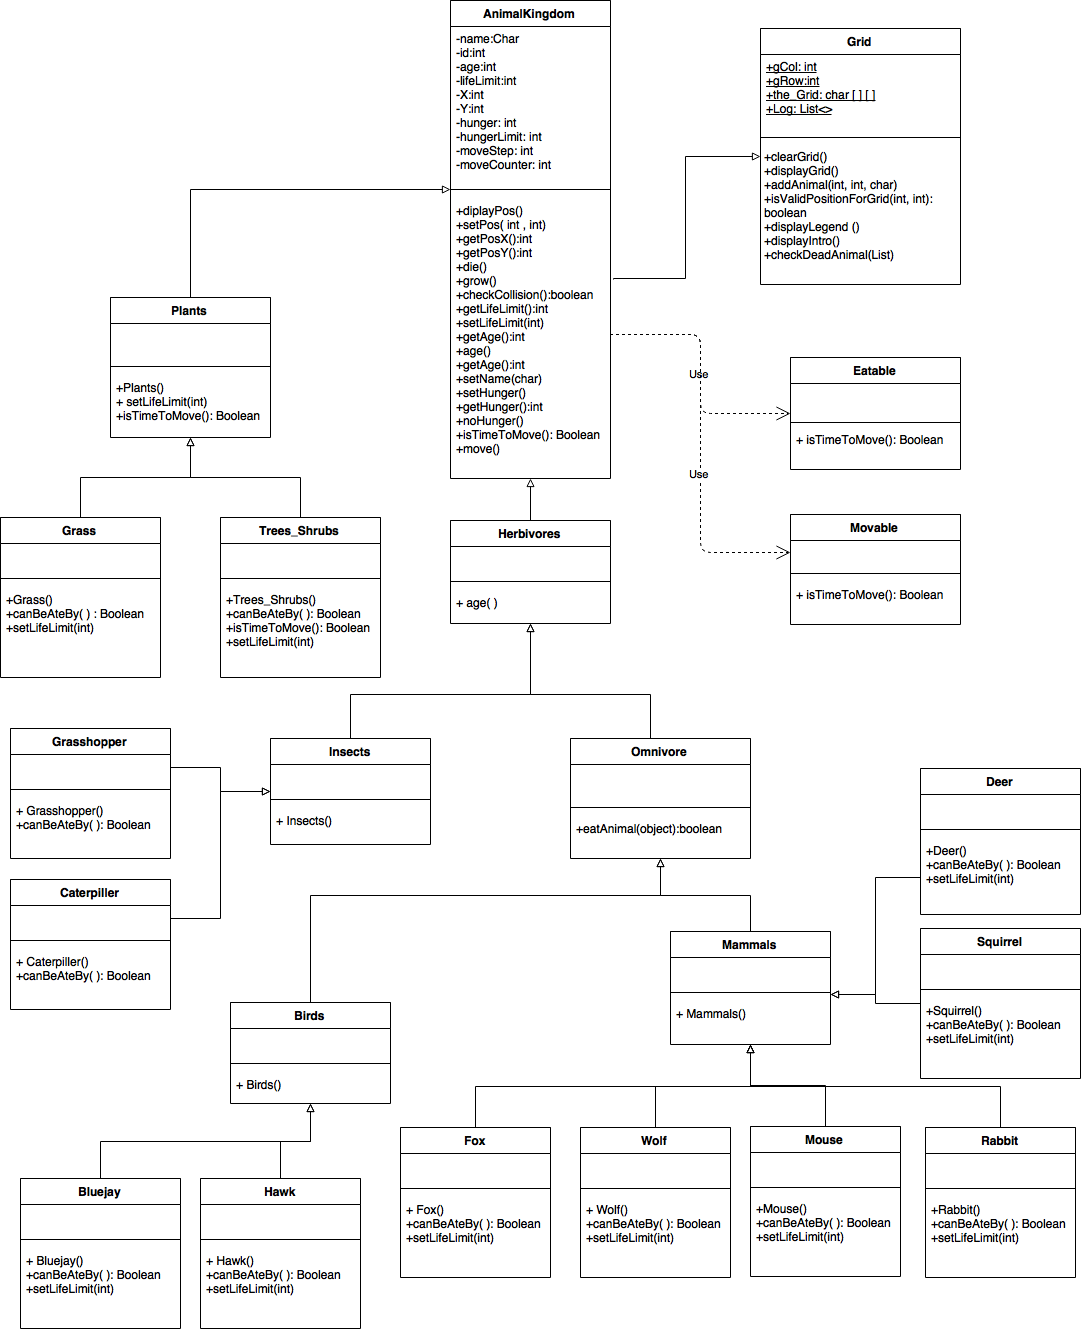 AnimalKingdom
-name:Char
-id:int
-age:int
-lifeLimit:int
-X:int
-Y:int
-hunger: int
-hungerLimit: int
-moveStep: int
-moveCounter: int
+diplayPos()
+setPos( int , int)
+getPosX():int
+getPosY():int
+die()
+grow()
+checkCollision():boolean
+getLifeLimit():int
+setLifeLimit(int)
+getAge():int
+age()
+getAge():int
+setName(char)
+setHunger()
+getHunger():int
+noHunger()
+isTimeToMove(): Boolean
+move()
Grid
+gCol: int
+gRow:int
+the_Grid: char [ ] [ ]
+Log: List<>
+clearGrid()
+displayGrid()
+addAnimal(int, int, char)
+isValidPositionForGrid(int, int):
boolean
+displayLegend ()
+displayIntro()
+checkDeadAnimal(List)
Plants
+Plants()
+ setLifeLimit(int)
+isTimeToMove(): Boolean
Use
Eatable
+ isTimeToMove(): Boolean
Use
Movable
+ isTimeToMove(): Boolean
Grass
+Grass()
+canBeAteBy( ) : Boolean
+setLifeLimit(int)
Trees_Shrubs
+Trees_Shrubs()
+canBeAteBy( ): Boolean
+isTimeToMove(): Boolean
+setLifeLimit(int)
Herbivores
+ age( )
Grasshopper
+ Grasshopper()
+canBeAteBy( ): Boolean
Insects
+ Insects()
Omnivore
+eatAnimal(object):boolean
Deer
+Deer()
+canBeAteBy( ): Boolean
+setLifeLimit(int)
Caterpiller
+ Caterpiller()
+canBeAteBy( ): Boolean
Mammals
+ Mammals()
Squirrel
+Squirrel()
+canBeAteBy( ): Boolean
+setLifeLimit(int)
Birds
+ Birds()
Fox
+ Fox()
+canBeAteBy( ): Boolean
+setLifeLimit(int)
Wolf
+ Wolf()
+canBeAteBy( ): Boolean
+setLifeLimit(int)
Mouse
+Mouse()
+canBeAteBy( ): Boolean
+setLifeLimit(int)
Rabbit
+Rabbit()
+canBeAteBy( ): Boolean
+setLifeLimit(int)
Bluejay
+ Bluejay()
+canBeAteBy( ): Boolean
+setLifeLimit(int)
Hawk
+ Hawk()
+canBeAteBy( ): Boolean
+setLifeLimit(int)